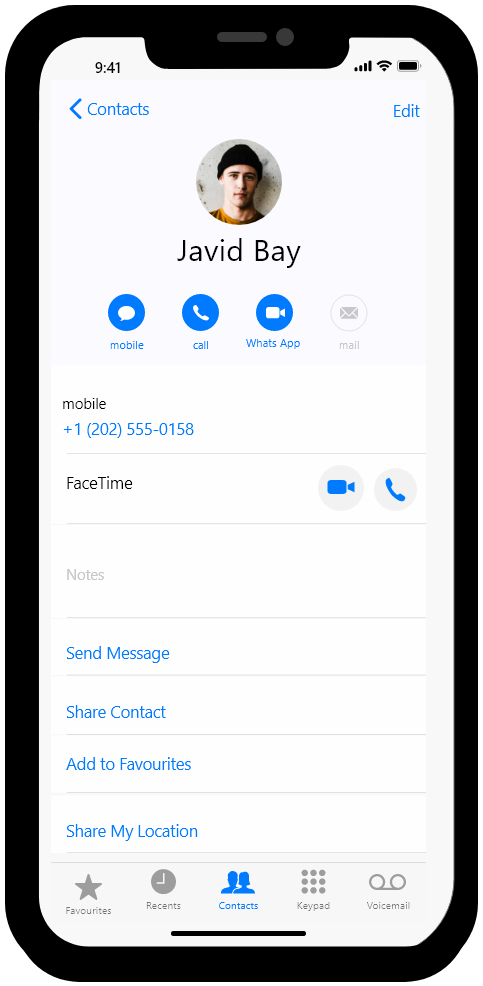 9:41
Contacts
Edit
Javid Bay
mobile
call
Whats App
mail
mobile
+1 (202) 555-0158
FaceTime
Notes
Send Message
Share Contact
Add to Favourites
Share My Location
Favourites
Recents
Contacts
Keypad
Voicemail